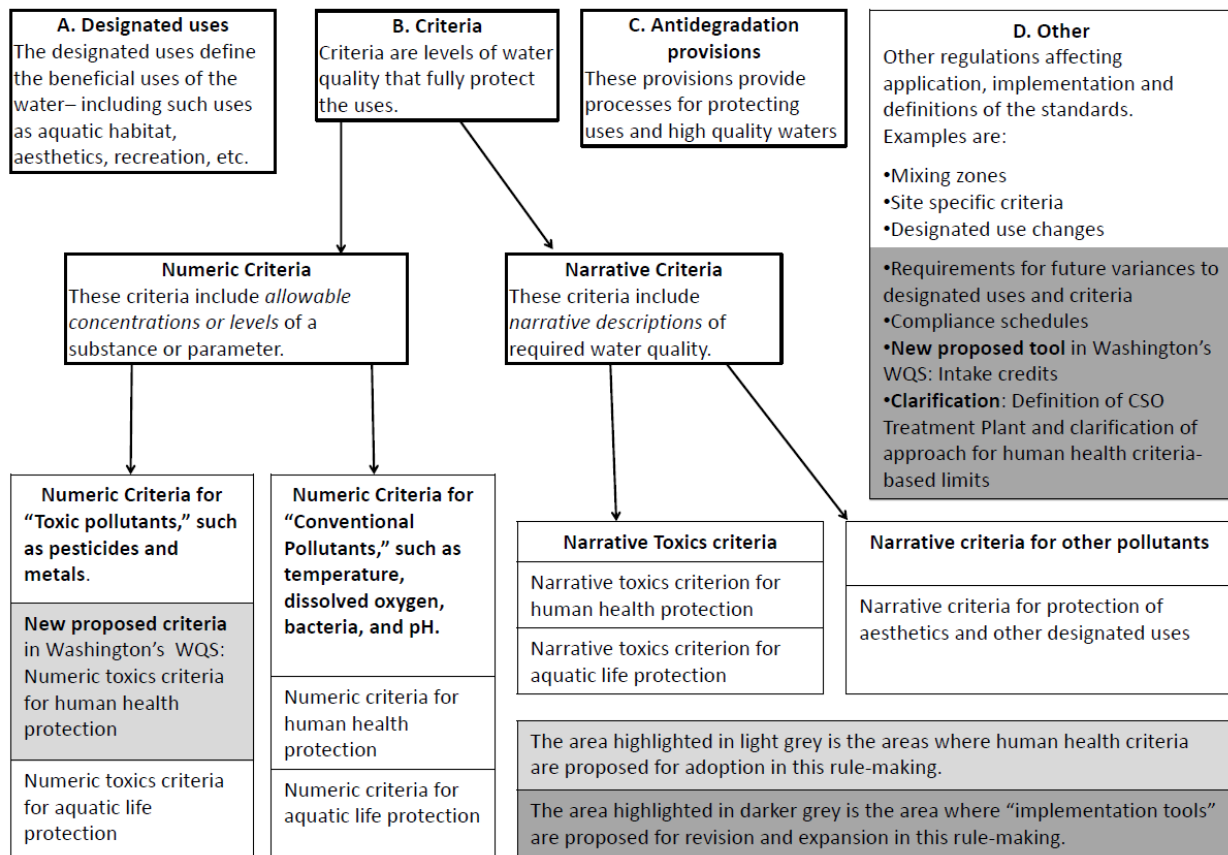 A. Designated uses
The designated uses define
the beneficial uses of the
water– including such uses
as aquatic habitat,
aesthetics, recreation, etc.
B. Criteria
Criteria are levels of water
quality that fully protect
the uses.
C. Antidegradation
provisions
These provisions provide
processes for protecting
uses and high quality waters
D. Other
Other regulations affecting
application, implementation and
definitions of the standards.
Examples are:
•Mixing zones
•Site specific criteria
•Designated use changes
•Requirements for future variances to
designated uses and criteria
•Compliance schedules
•New proposed tool in Washington’s
WQS: Intake credits
•Clarification: Definition of CSO
Treatment Plant and clarification of
approach for human health criteria-
based limits
Numeric Criteria
These criteria include allowable
concentrations or levels of a
substance or parameter.
Narrative Criteria
These criteria include
narrative descriptions of
required water quality.
Numeric Criteria for
“Toxic pollutants,” such
as pesticides and
metals.
New proposed criteria
in Washington’s WQS:
Numeric toxics criteria
for human health
protection
Numeric toxics criteria
for aquatic life
protection
Numeric Criteria for
“Conventional
Pollutants,” such as
temperature,
dissolved oxygen,
bacteria, and pH.
Numeric criteria for
human health
protection
Numeric criteria for
aquatic life protection
Narrative Toxics criteria
Narrative toxics criterion for
human health protection
Narrative toxics criterion for
aquatic life protection
Narrative criteria for other pollutants
Narrative criteria for protection of
aesthetics and other designated uses
The area highlighted in light grey is the areas where human health criteria
are proposed for adoption in this rule-making.
The area highlighted in darker grey is the area where “implementation tools”
are proposed for revision and expansion in this rule-making.